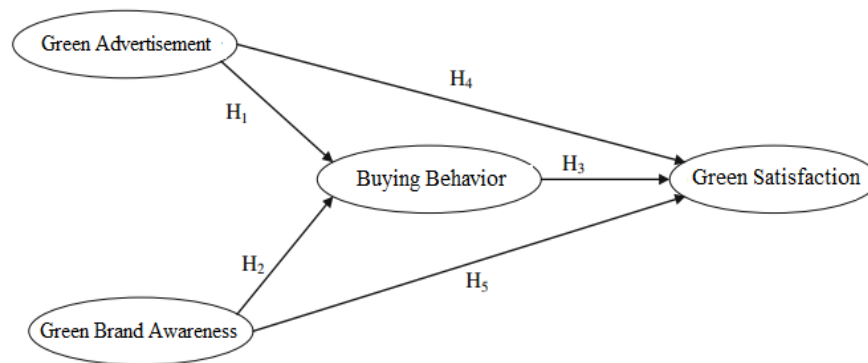 Green Advertisement
H₄
H₁
Buying Behavior
H₃
Green Satisfaction
H₂
H₅
Green Brand Awareness